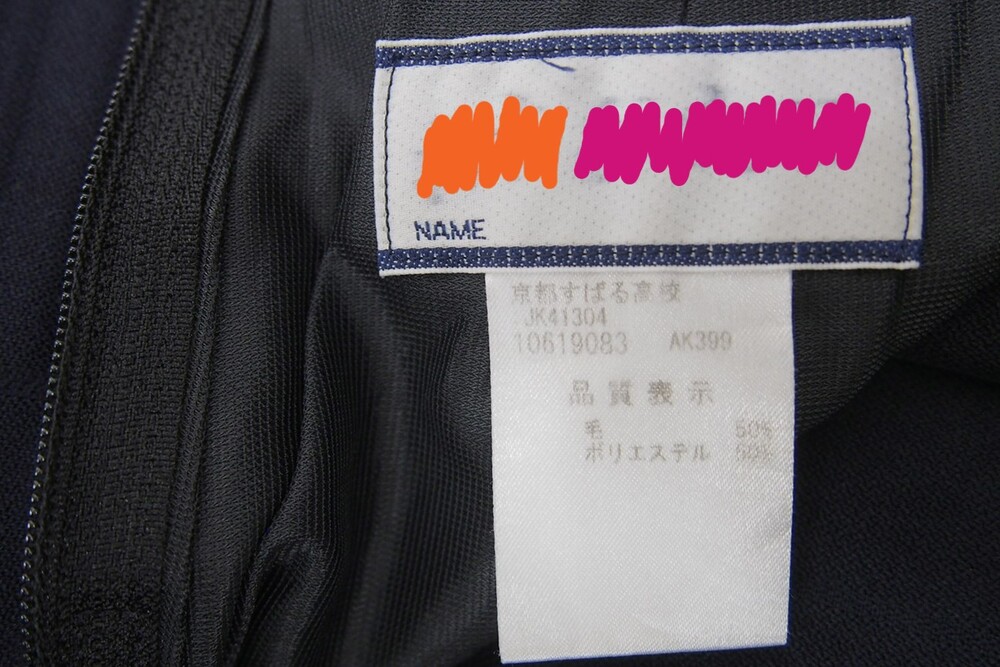 NAME
京都すばる高校
JK41304
10619083 AK399
品質表示
毛 50%
ポリエステル 50%